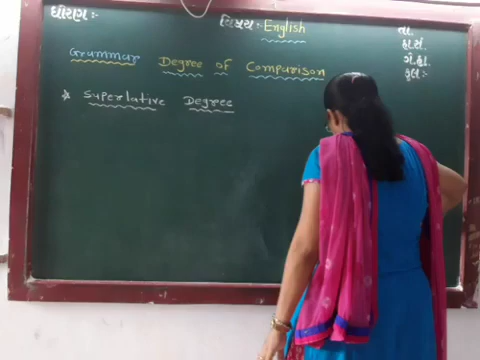 ધોરણ:-
વિષય:- English
તા.
હા.સં.
ગે.હા.
કુલ:-
Grammar Degree of Comparison
* Superlative Degree